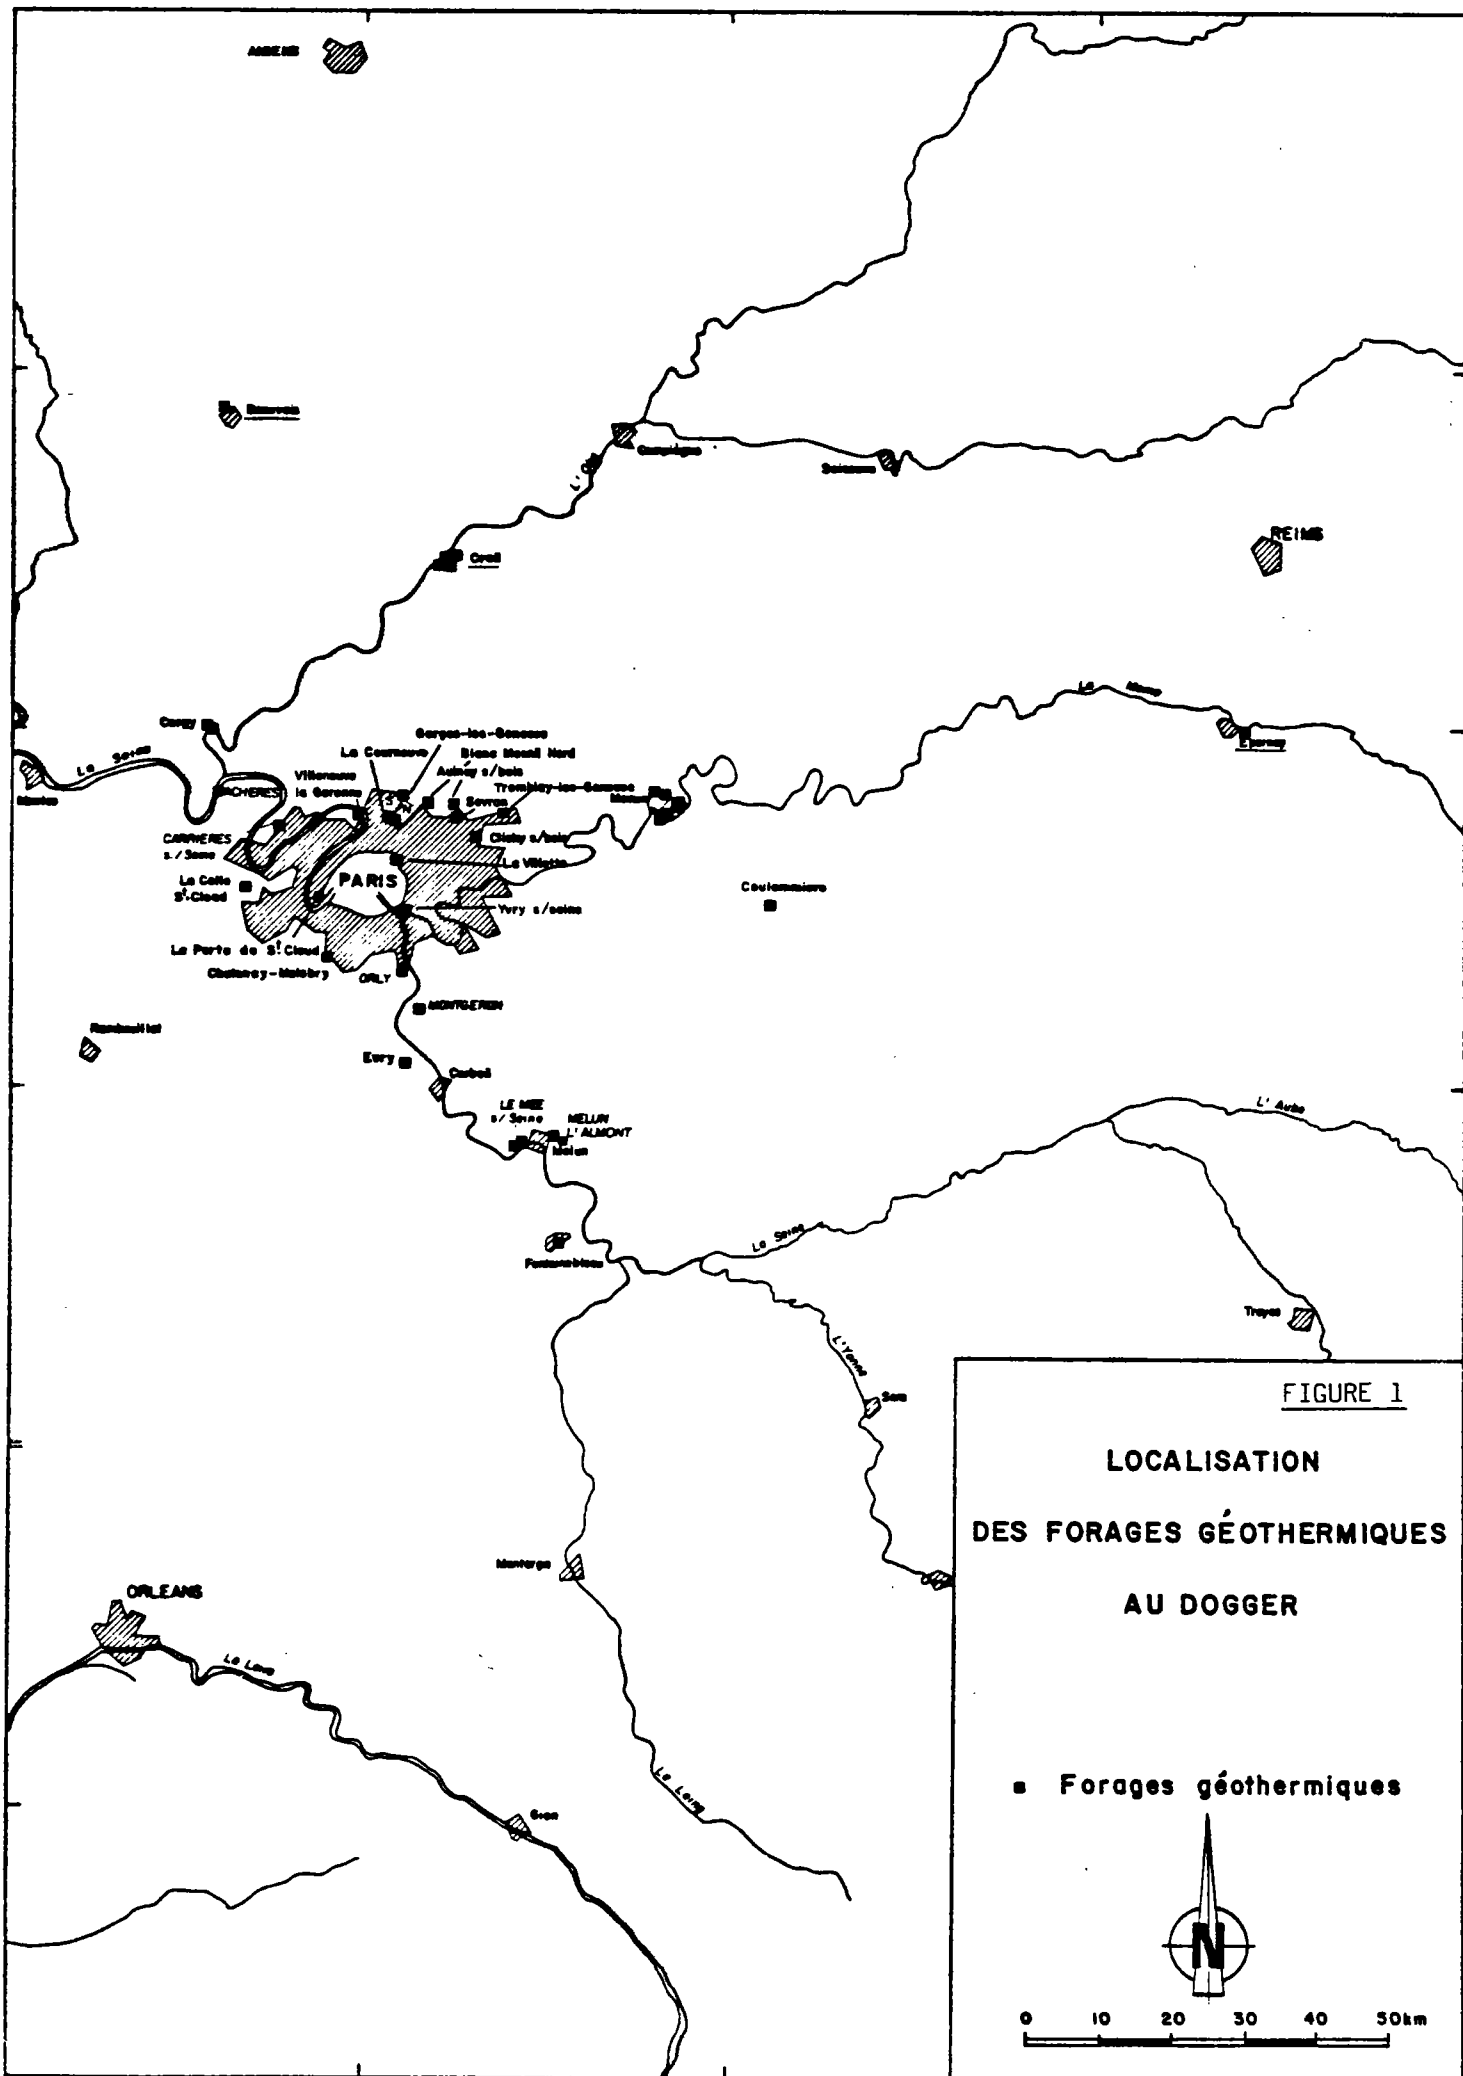 AMIENS
Beauvais
Compiègne
L'Oise
Soissons
REIMS
Creil
La Marne
Epernay
Cergy
La Seine
Mantes
ACHERES
Garges-les-Gonesse
La Courneuve
Blanc Mesnil Nord
Villeneuve
la Garenne
Aulnay s/bois
Tremblay-les-Gonesse
S
N
Sevran
Meaux
CARRIERES
s./Seine
Clichy s/bois
La Villette
La Celle
St-Cloud
PARIS
Coulommiers
Yvry s/seine
La Porte de St Cloud
Chatenay-Malabry
ORLY
MONTGERON
Rambouillet
Evry
Corbeil
LE MEE
s/Seine
MELUN
L'ALMONT
Melun
L'Aube
La Seine
Fontainebleau
Troyes
L'Yonne
Sens
Montargis
ORLEANS
La Loire
Le Loing
Gien
FIGURE 1
LOCALISATION
DES FORAGES GÉOTHERMIQUES
AU DOGGER
Forages géothermiques
N
0 10 20 30 40 50km